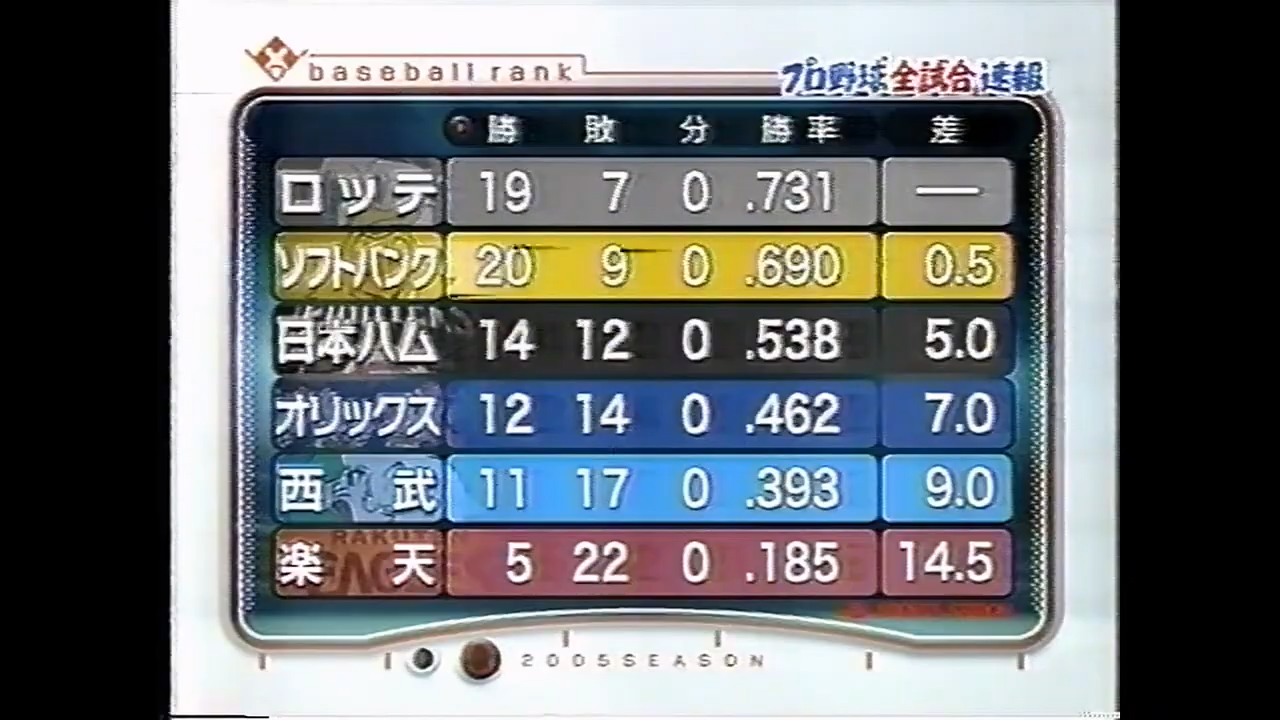 baseball rank
プロ野球全試合速報
勝 敗 分 勝率 差
ロッテ 19 7 0 .731 ―
ソフトバンク 20 9 0 .690 0.5
日本ハム 14 12 0 .538 5.0
オリックス 12 14 0 .462 7.0
西武 11 17 0 .393 9.0
楽天 5 22 0 .185 14.5
2005SEASON